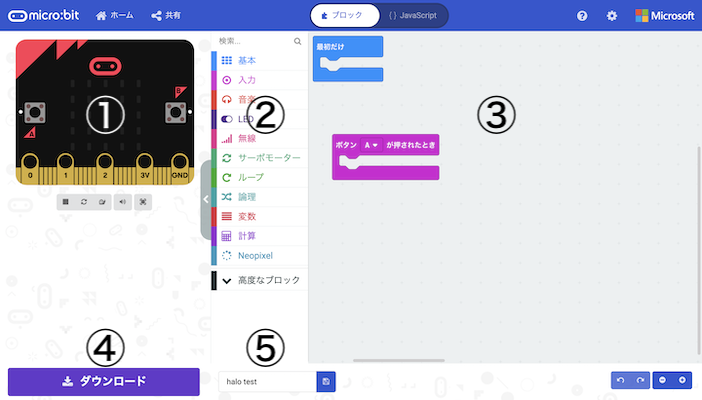 micro:bit ホーム 共有 ブロック { } JavaScript ? Microsoft
検索...
基本
入力
音楽
LED
無線
サーボモーター
ループ
論理
変数
計算
Neopixel
高度なブロック
①
B
A
0 1 2 3V GND
②
③
最初だけ
ボタン A が押されたとき
④
ダウンロード
⑤
halo test